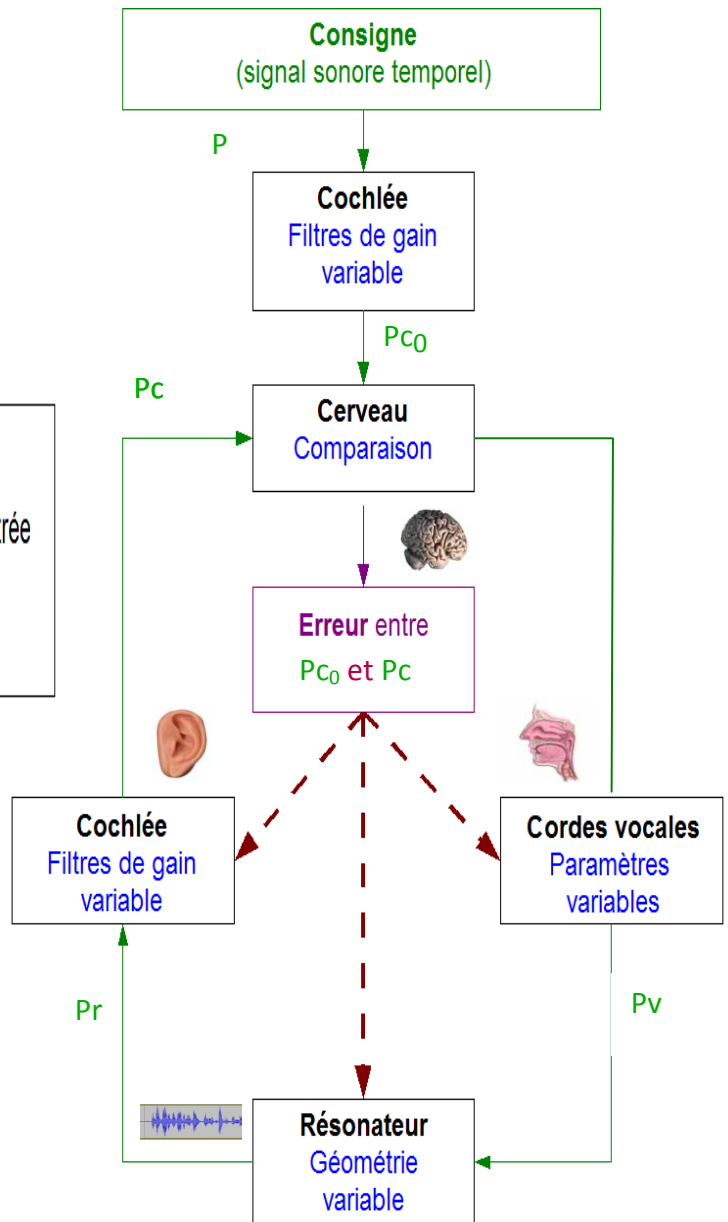 Consigne
(signal sonore temporel)
P
Cochlée
Filtres de gain
variable
Pc₀
Pc
Cerveau
Comparaison
Erreur entre
Pc₀ et Pc
Cochlée
Filtres de gain
variable
Cordes vocales
Paramètres
variables
Pr
Pv
Résonateur
Géométrie
variable